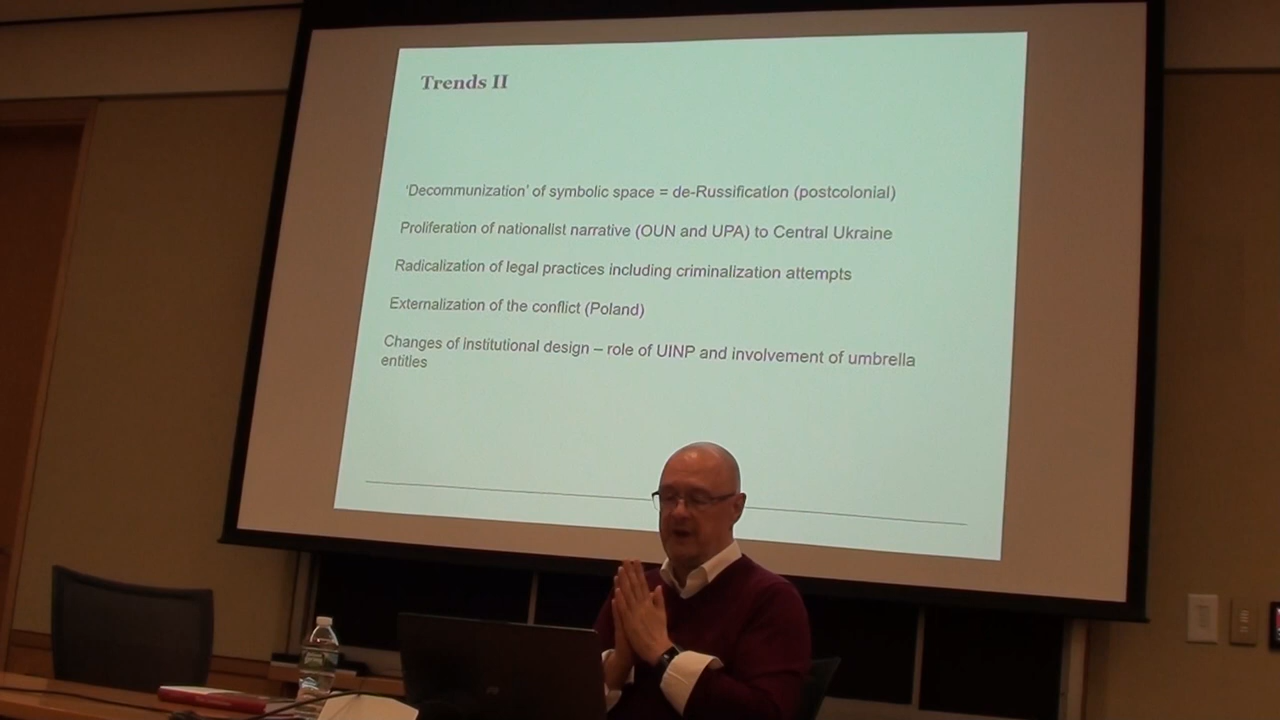 Trends II
'Decommunization' of symbolic space = de-Russification (postcolonial)
Proliferation of nationalist narrative (OUN and UPA) to Central Ukraine
Radicalization of legal practices including criminalization attempts
Externalization of the conflict (Poland)
Changes of institutional design – role of UINP and involvement of umbrella
entities